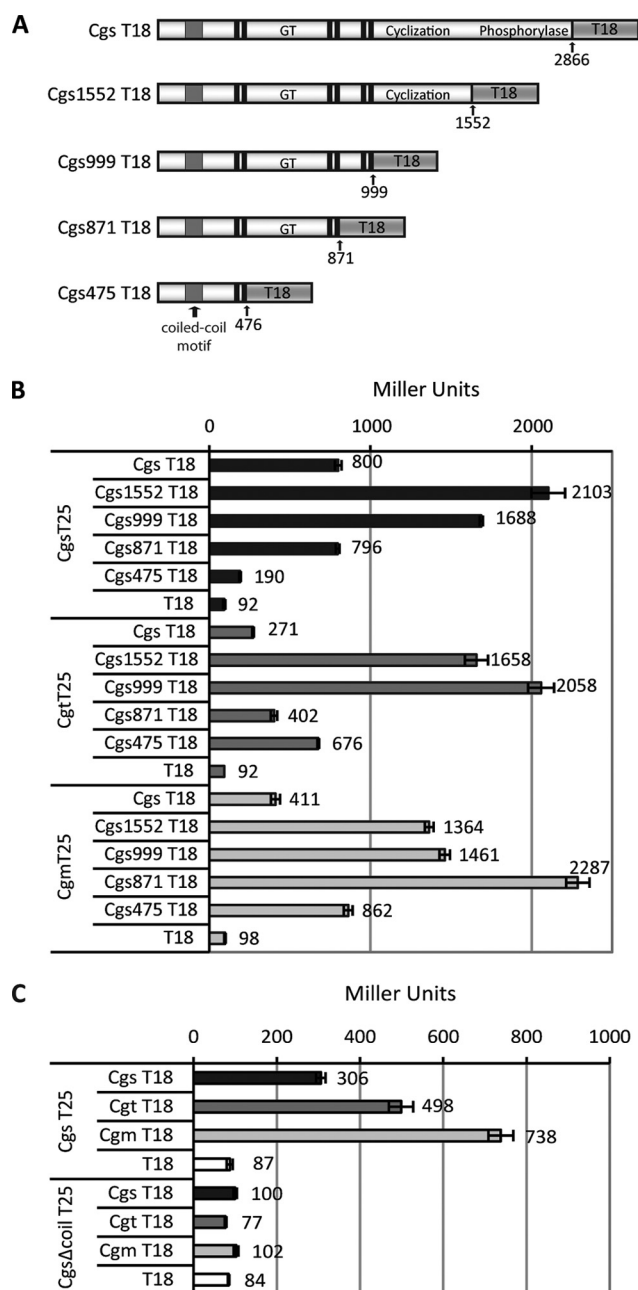 A
Cgs T18
GT
Cyclization
Phosphorylase
T18
2866
Cgs1552 T18
GT
Cyclization
T18
1552
Cgs999 T18
GT
T18
999
Cgs871 T18
GT
T18
871
Cgs475 T18
T18
coiled-coil
motif
476
B
Miller Units
0 1000 2000
CgsT25
Cgs T18 800
Cgs1552 T18 2103
Cgs999 T18 1688
Cgs871 T18 796
Cgs475 T18 190
T18 92
CgtT25
Cgs T18 271
Cgs1552 T18 1658
Cgs999 T18 2058
Cgs871 T18 402
Cgs475 T18 676
T18 92
CgmT25
Cgs T18 411
Cgs1552 T18 1364
Cgs999 T18 1461
Cgs871 T18 2287
Cgs475 T18 862
T18 98
C
Miller Units
0 200 400 600 800 1000
Cgs T25
Cgs T18 306
Cgt T18 498
Cgm T18 738
T18 87
CgsΔcoil T25
Cgs T18 100
Cgt T18 77
Cgm T18 102
T18 84